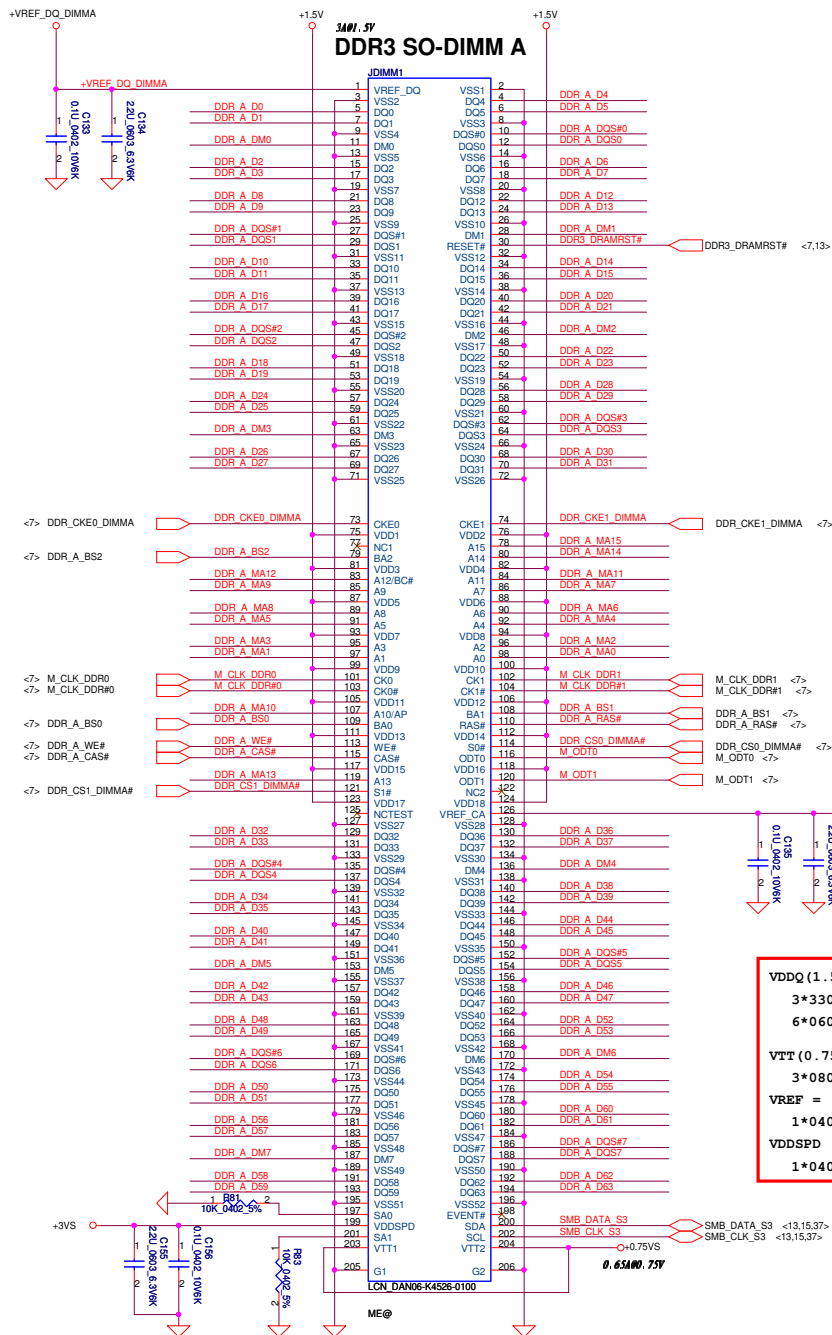 +VREF_DQ_DIMMA
+1.5V
3A@1.5V
+1.5V
DDR3 SO-DIMM A
JDIMM1
+VREF_DQ_DIMMA 1 VREF_DQ VSS1 2
3 VSS2 DQ4 4 DDR_A_D4
DDR_A_D0 5 DQ0 DQ5 6 DDR_A_D5
DDR_A_D1 7 DQ1 VSS3 8
9 VSS4 DQS#0 10 DDR_A_DQS#0
DDR_A_DM0 11 DM0 DQS0 12 DDR_A_DQS0
13 VSS5 VSS6 14
DDR_A_D2 15 DQ2 DQ6 16 DDR_A_D6
DDR_A_D3 17 DQ3 DQ7 18 DDR_A_D7
19 VSS7 VSS8 20
DDR_A_D8 21 DQ8 DQ12 22 DDR_A_D12
DDR_A_D9 23 DQ9 DQ13 24 DDR_A_D13
25 VSS9 VSS10 26
DDR_A_DQS#1 27 DQS#1 DM1 28 DDR_A_DM1
DDR_A_DQS1 29 DQS1 RESET# 30 DDR3_DRAMRST# DDR3_DRAMRST# <7,13>
31 VSS11 VSS12 32
DDR_A_D10 33 DQ10 DQ14 34 DDR_A_D14
DDR_A_D11 35 DQ11 DQ15 36 DDR_A_D15
37 VSS13 VSS14 38
DDR_A_D16 39 DQ16 DQ20 40 DDR_A_D20
DDR_A_D17 41 DQ17 DQ21 42 DDR_A_D21
43 VSS15 VSS16 44
DDR_A_DQS#2 45 DQS#2 DM2 46 DDR_A_DM2
DDR_A_DQS2 47 DQS2 VSS17 48
49 VSS18 DQ22 50 DDR_A_D22
DDR_A_D18 51 DQ18 DQ23 52 DDR_A_D23
DDR_A_D19 53 DQ19 VSS19 54
55 VSS20 DQ28 56 DDR_A_D28
DDR_A_D24 57 DQ24 DQ29 58 DDR_A_D29
DDR_A_D25 59 DQ25 VSS21 60
61 VSS22 DQS#3 62 DDR_A_DQS#3
DDR_A_DM3 63 DM3 DQS3 64 DDR_A_DQS3
65 VSS23 VSS24 66
DDR_A_D26 67 DQ26 DQ30 68 DDR_A_D30
DDR_A_D27 69 DQ27 DQ31 70 DDR_A_D31
71 VSS25 VSS26 72
<7> DDR_CKE0_DIMMA DDR_CKE0_DIMMA 73 CKE0 CKE1 74 DDR_CKE1_DIMMA DDR_CKE1_DIMMA <7>
75 VDD1 VDD2 76
77 NC1 A15 78 DDR_A_MA15
<7> DDR_A_BS2 DDR_A_BS2 79 BA2 A14 80 DDR_A_MA14
81 VDD3 VDD4 82
DDR_A_MA12 83 A12/BC# A11 84 DDR_A_MA11
DDR_A_MA9 85 A9 A7 86 DDR_A_MA7
87 VDD5 VDD6 88
DDR_A_MA8 89 A8 A6 90 DDR_A_MA6
DDR_A_MA5 91 A5 A4 92 DDR_A_MA4
93 VDD7 VDD8 94
DDR_A_MA3 95 A3 A2 96 DDR_A_MA2
DDR_A_MA1 97 A1 A0 98 DDR_A_MA0
99 VDD9 VDD10 100
<7> M_CLK_DDR0 M_CLK_DDR0 101 CK0 CK1 102 M_CLK_DDR1 M_CLK_DDR1 <7>
<7> M_CLK_DDR#0 M_CLK_DDR#0 103 CK0# CK1# 104 M_CLK_DDR#1 M_CLK_DDR#1 <7>
105 VDD11 VDD12 106
DDR_A_MA10 107 A10/AP BA1 108 DDR_A_BS1 DDR_A_BS1 <7>
<7> DDR_A_BS0 DDR_A_BS0 109 BA0 RAS# 110 DDR_A_RAS# DDR_A_RAS# <7>
111 VDD13 VDD14 112
<7> DDR_A_WE# DDR_A_WE# 113 WE# S0# 114 DDR_CS0_DIMMA# DDR_CS0_DIMMA# <7>
<7> DDR_A_CAS# DDR_A_CAS# 115 CAS# ODT0 116 M_ODT0 M_ODT0 <7>
117 VDD15 VDD16 118
DDR_A_MA13 119 A13 ODT1 120 M_ODT1 M_ODT1 <7>
<7> DDR_CS1_DIMMA# DDR_CS1_DIMMA# 121 S1# NC2 122
123 VDD17 VDD18 124
125 NCTEST VREF_CA 126
127 VSS27 VSS28 128
DDR_A_D32 129 DQ32 DQ36 130 DDR_A_D36
DDR_A_D33 131 DQ33 DQ37 132 DDR_A_D37
133 VSS29 VSS30 134
DDR_A_DQS#4 135 DQS#4 DM4 136 DDR_A_DM4
DDR_A_DQS4 137 DQS4 VSS31 138
139 VSS32 DQ38 140 DDR_A_D38
DDR_A_D34 141 DQ34 DQ39 142 DDR_A_D39
DDR_A_D35 143 DQ35 VSS33 144
145 VSS34 DQ44 146 DDR_A_D44
DDR_A_D40 147 DQ40 DQ45 148 DDR_A_D45
DDR_A_D41 149 DQ41 VSS35 150
151 VSS36 DQS#5 152 DDR_A_DQS#5
DDR_A_DM5 153 DM5 DQS5 154 DDR_A_DQS5
155 VSS37 VSS38 156
DDR_A_D42 157 DQ42 DQ46 158 DDR_A_D46
DDR_A_D43 159 DQ43 DQ47 160 DDR_A_D47
161 VSS39 VSS40 162
DDR_A_D48 163 DQ48 DQ52 164 DDR_A_D52
DDR_A_D49 165 DQ49 DQ53 166 DDR_A_D53
167 VSS41 VSS42 168
DDR_A_DQS#6 169 DQS#6 DM6 170 DDR_A_DM6
DDR_A_DQS6 171 DQS6 VSS43 172
173 VSS44 DQ54 174 DDR_A_D54
DDR_A_D50 175 DQ50 DQ55 176 DDR_A_D55
DDR_A_D51 177 DQ51 VSS45 178
179 VSS46 DQ60 180 DDR_A_D60
DDR_A_D56 181 DQ56 DQ61 182 DDR_A_D61
DDR_A_D57 183 DQ57 VSS47 184
185 VSS48 DQS#7 186 DDR_A_DQS#7
DDR_A_DM7 187 DM7 DQS7 188 DDR_A_DQS7
189 VSS49 VSS50 190
DDR_A_D58 191 DQ58 DQ62 192 DDR_A_D62
DDR_A_D59 193 DQ59 DQ63 194 DDR_A_D63
195 VSS51 VSS52 196
197 SA0 EVENT# 198
+3VS 199 VDDSPD SDA 200 SMB_DATA_S3 SMB_DATA_S3 <13,15,37>
201 SA1 SCL 202 SMB_CLK_S3 SMB_CLK_S3 <13,15,37>
203 VTT1 VTT2 204 +0.75VS
205 G1 G2 206
0.65A@0.75V
LCN_DAN06-K4526-0100
ME@
1 2
C133
0.1U_0402_10V6K
1 2
C134
2.2U_0603_6.3V6K
1 2
C135
0.1U_0402_10V6K
1 2
VDDQ(1.5
3*330
6*060
VTT(0.75
3*080
VREF =
1*040
VDDSPD
1*040
1 R81 2
10K_0402_5%
1 2
R83
10K_0402_5%
1 2
C155
2.2U_0603_6.3V6K
1 2
C156
0.1U_0402_10V6K